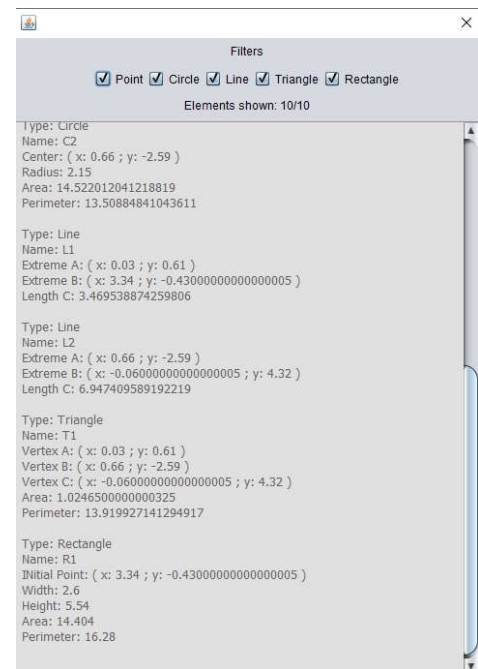 Filters
Point Circle Line Triangle Rectangle
Elements shown: 10/10
Type: Circle
Name: C2
Center: ( x: 0.66 ; y: -2.59 )
Radius: 2.15
Area: 14.522012041218819
Perimeter: 13.50884841043611
Type: Line
Name: L1
Extreme A: ( x: 0.03 ; y: 0.61 )
Extreme B: ( x: 3.34 ; y: -0.43000000000000005 )
Length C: 3.469538874259806
Type: Line
Name: L2
Extreme A: ( x: 0.66 ; y: -2.59 )
Extreme B: ( x: -0.06000000000000005 ; y: 4.32 )
Length C: 6.947409589192219
Type: Triangle
Name: T1
Vertex A: ( x: 0.03 ; y: 0.61 )
Vertex B: ( x: 0.66 ; y: -2.59 )
Vertex C: ( x: -0.06000000000000005 ; y: 4.32 )
Area: 1.0246500000000325
Perimeter: 13.919927141294917
Type: Rectangle
Name: R1
INitial Point: ( x: 3.34 ; y: -0.43000000000000005 )
Width: 2.6
Height: 5.54
Area: 14.404
Perimeter: 16.28